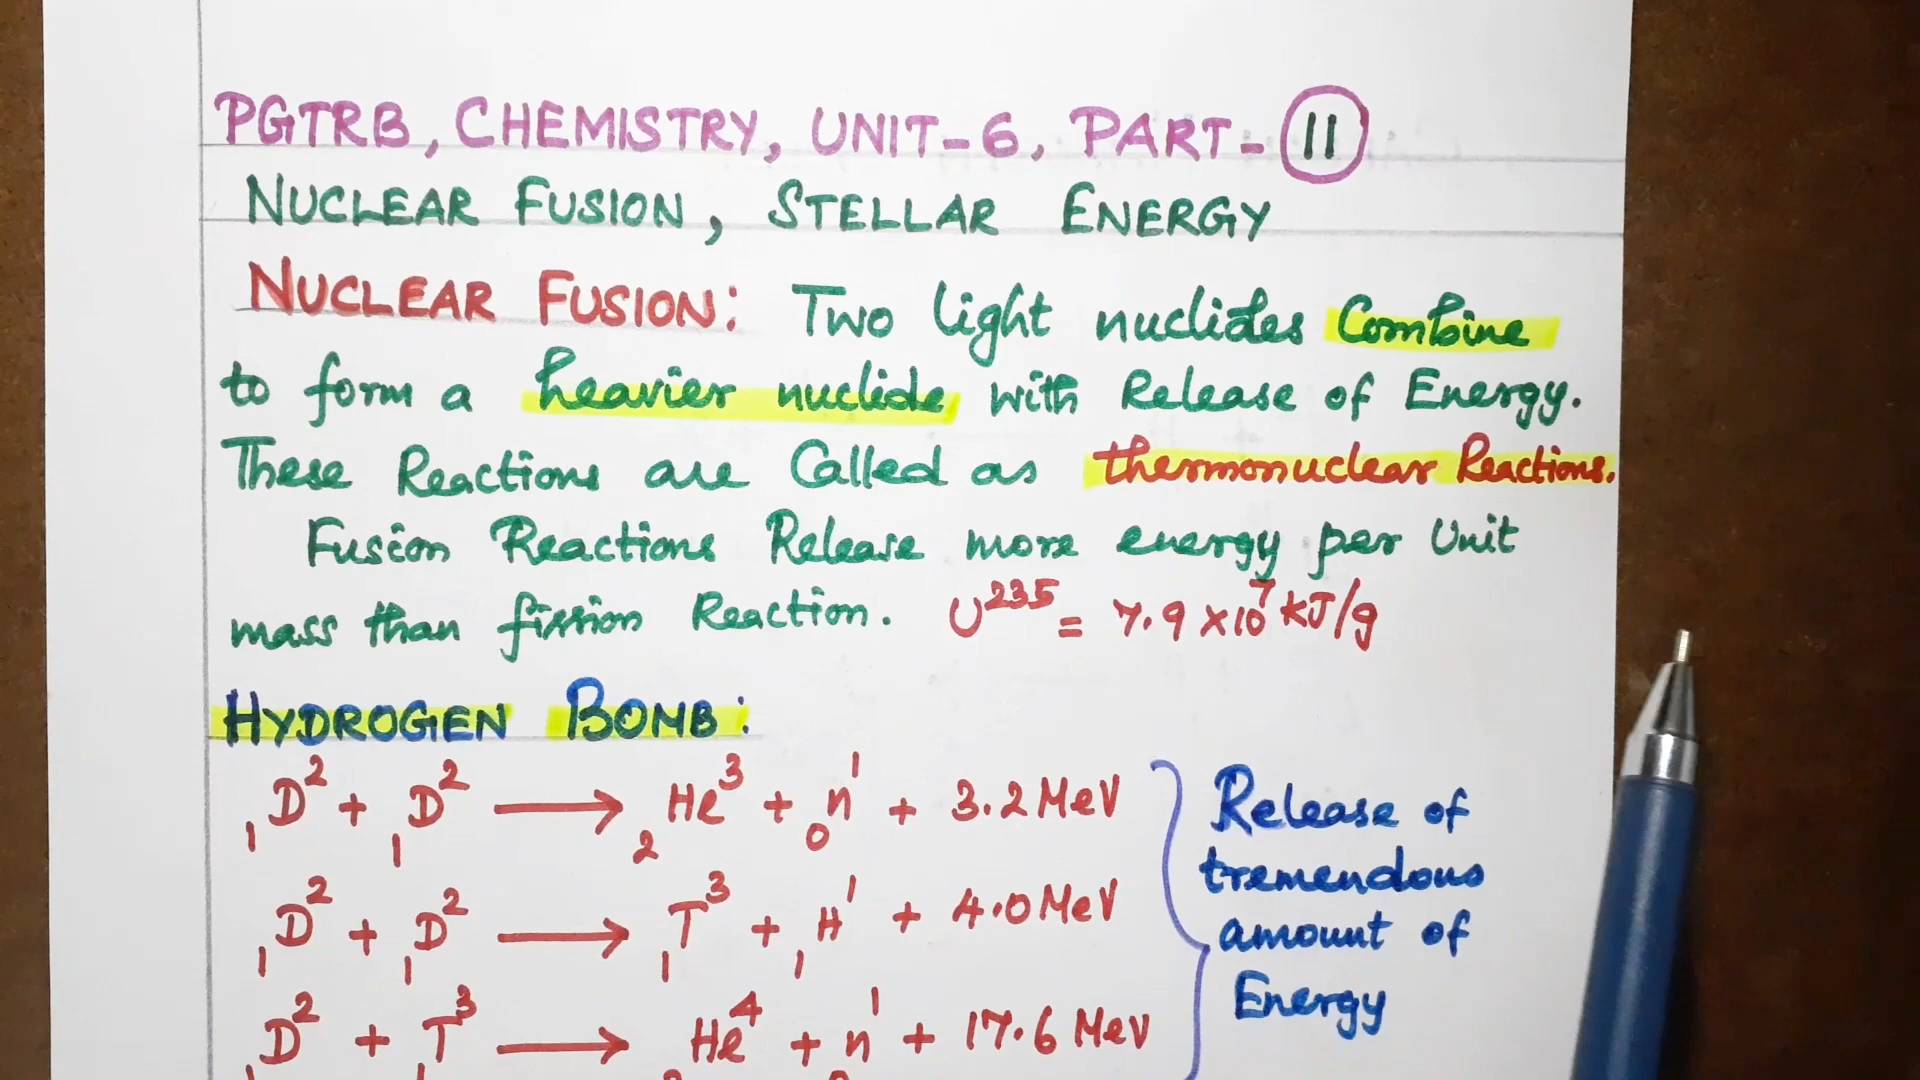 PGTRB, CHEMISTRY, UNIT-6, PART-11
NUCLEAR FUSION, STELLAR ENERGY
NUCLEAR FUSION: Two light nuclides Combine
to form a heavier nuclide with Release of Energy.
These Reactions are Called as thermonuclear Reactions.
Fusion Reactions Release more energy per Unit
mass than fission Reaction. U²³⁵ = 7.9 × 10⁷ kJ/g
HYDROGEN BOMB:
₁D² + ₁D² ⟶ ₂He³ + ₀n¹ + 3.2 MeV
₁D² + ₁D² ⟶ ₁T³ + ₁H¹ + 4.0 MeV
₁D² + ₁T³ ⟶ He⁴ + n¹ + 17.6 MeV
Release of
tremendous
amount of
Energy